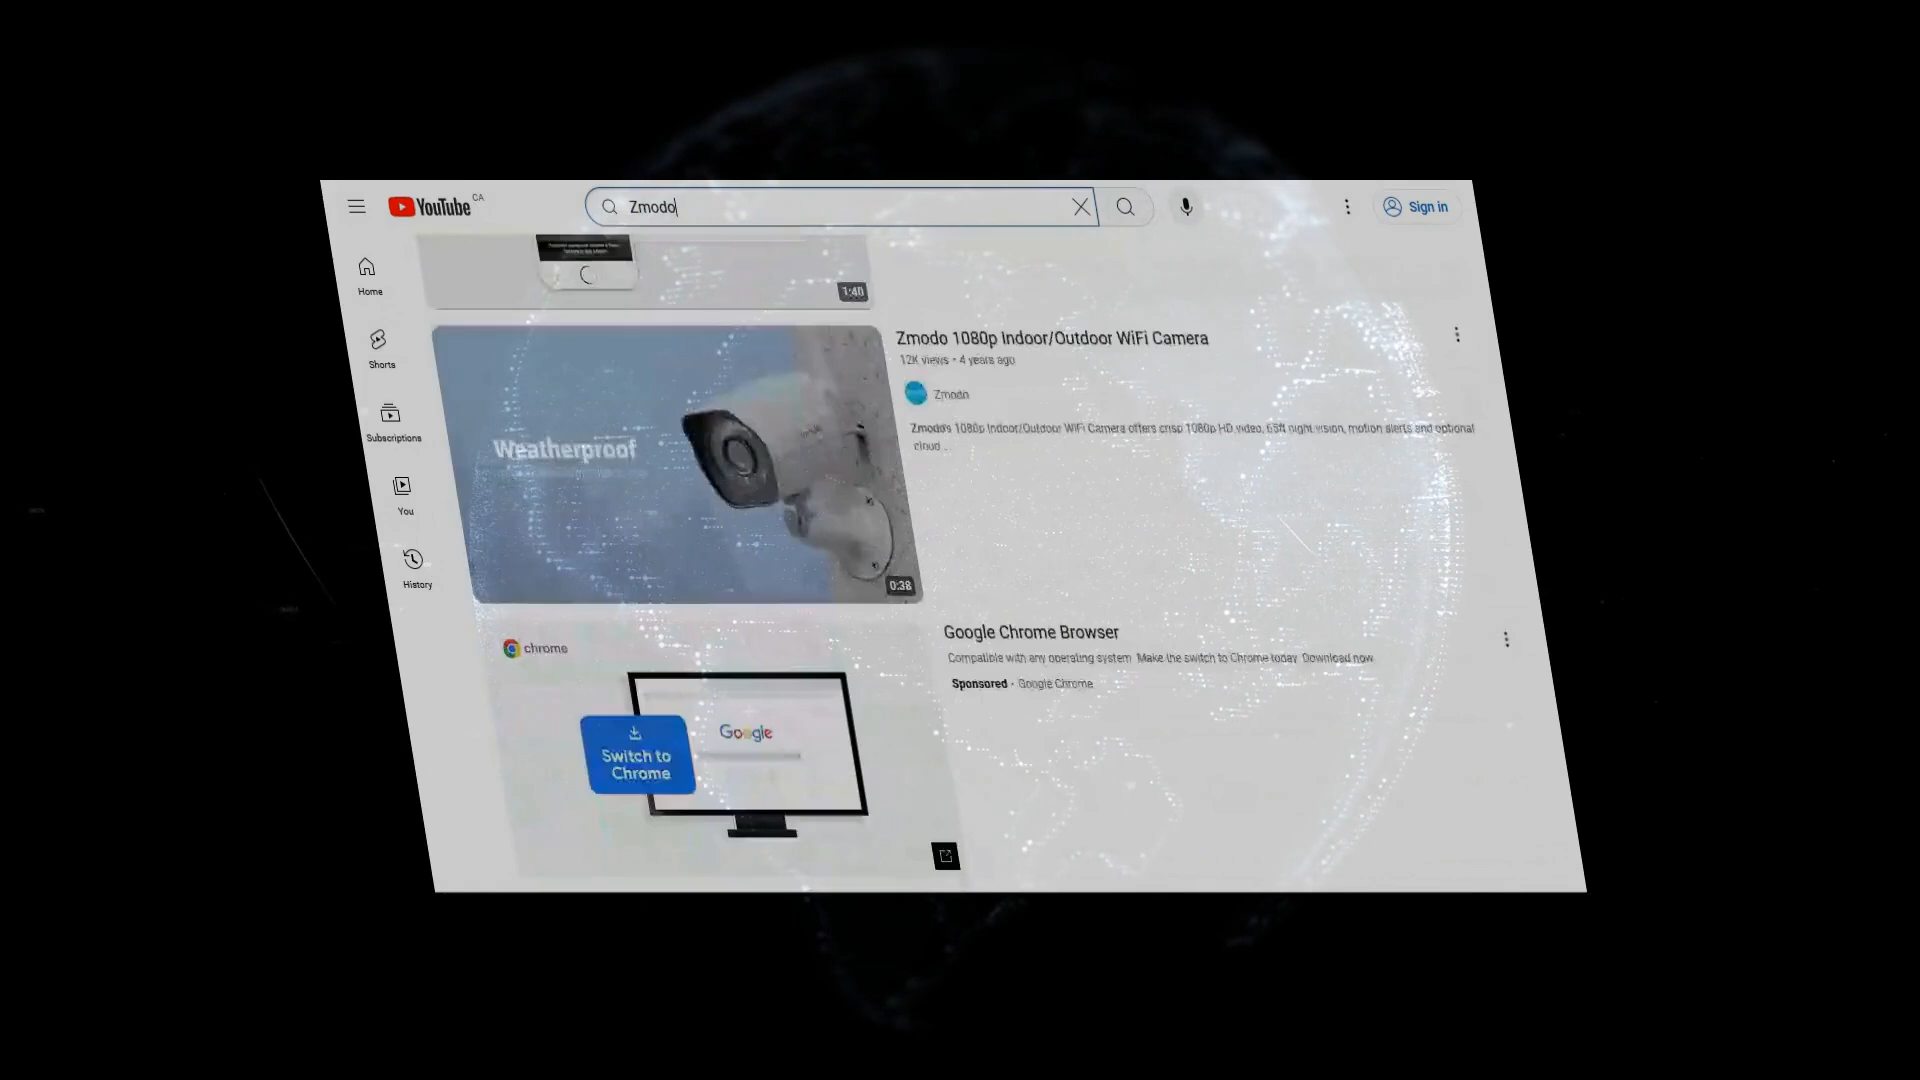 YouTube CA
Zmodo
Sign in
Home
1:40
Zmodo 1080p Indoor/Outdoor WiFi Camera
12K views • 4 years ago
Shorts
Zmodo
Subscriptions
Zmodo's 1080p Indoor/Outdoor WiFi Camera offers crisp 1080p HD video, 65ft night vision, motion alerts and optional
cloud ...
Weatherproof
You
History
0:38
Google Chrome Browser
chrome
Compatible with any operating system. Make the switch to Chrome today. Download now
Sponsored · Google Chrome
Google
Switch to
Chrome